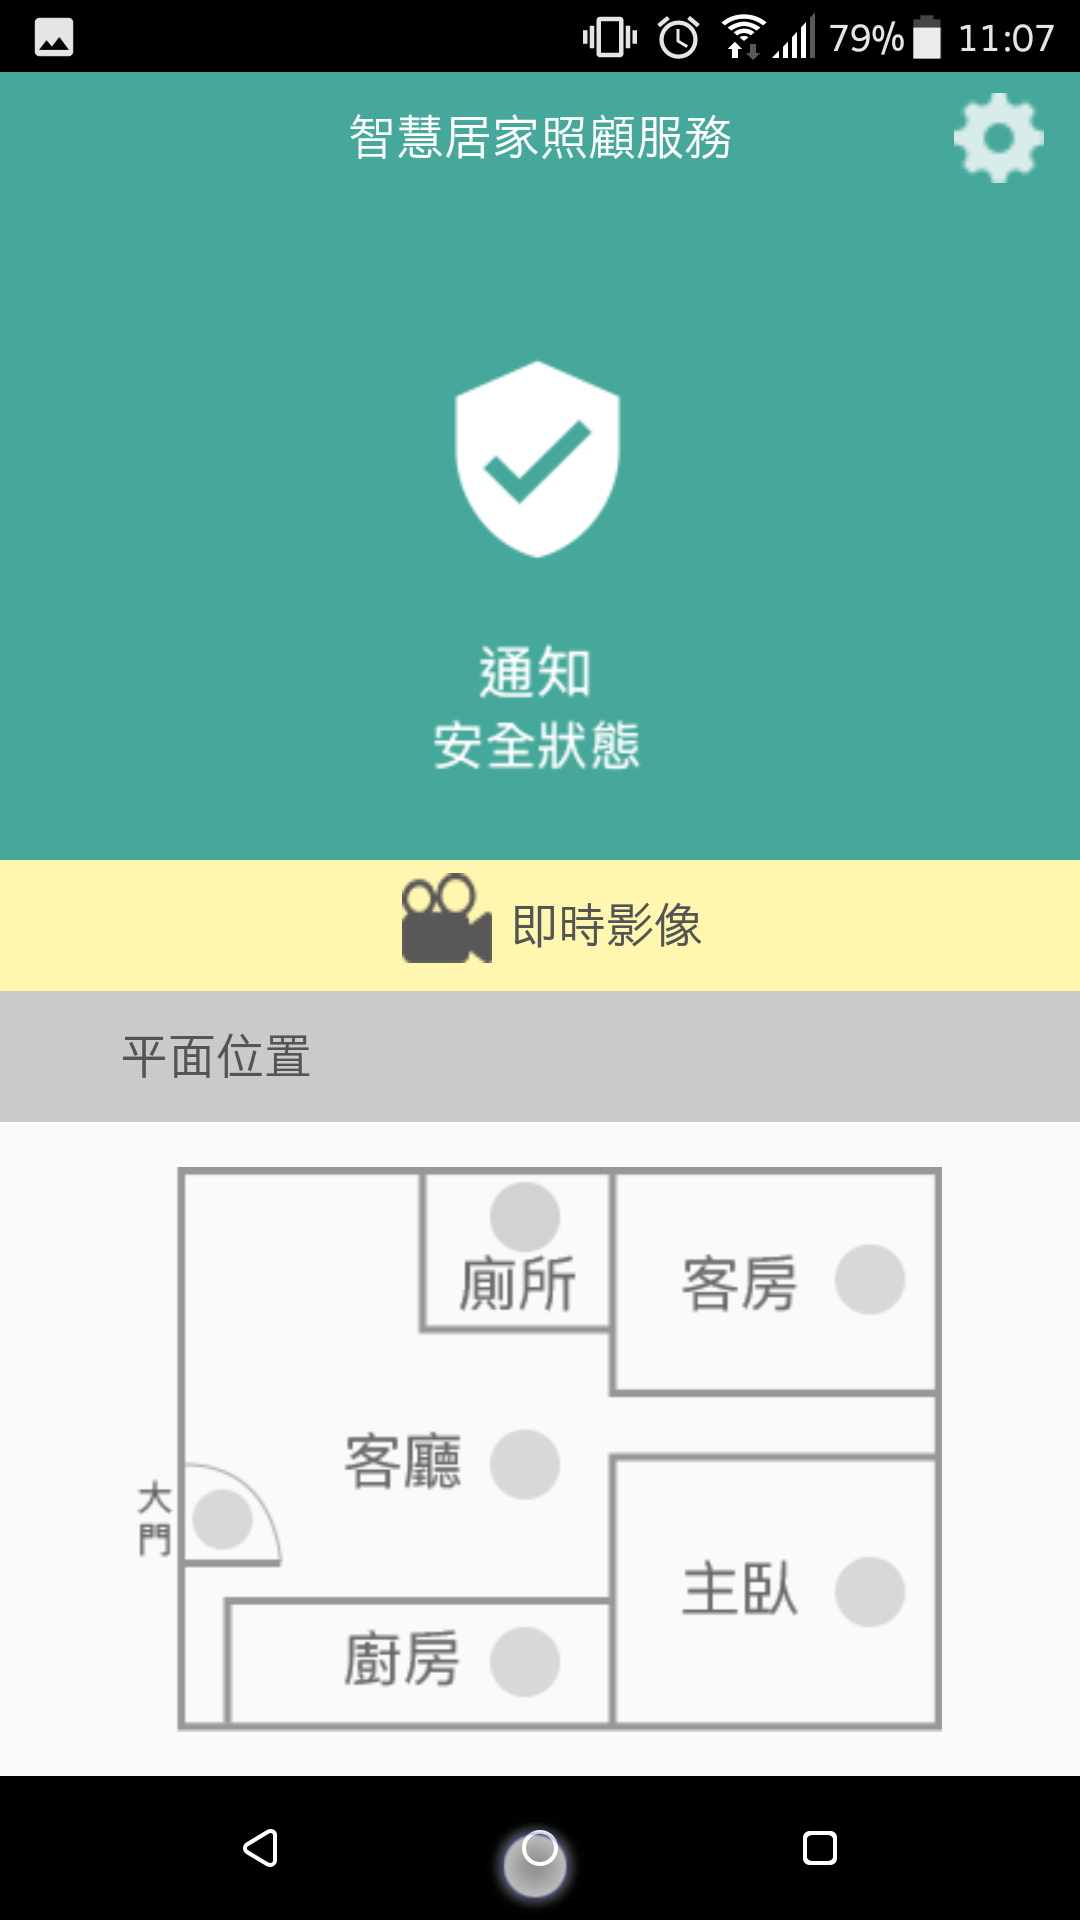 79% 11:07
智慧居家照顧服務
通知
安全狀態
即時影像
平面位置
廁所
客房
客廳
大門
主臥
廚房